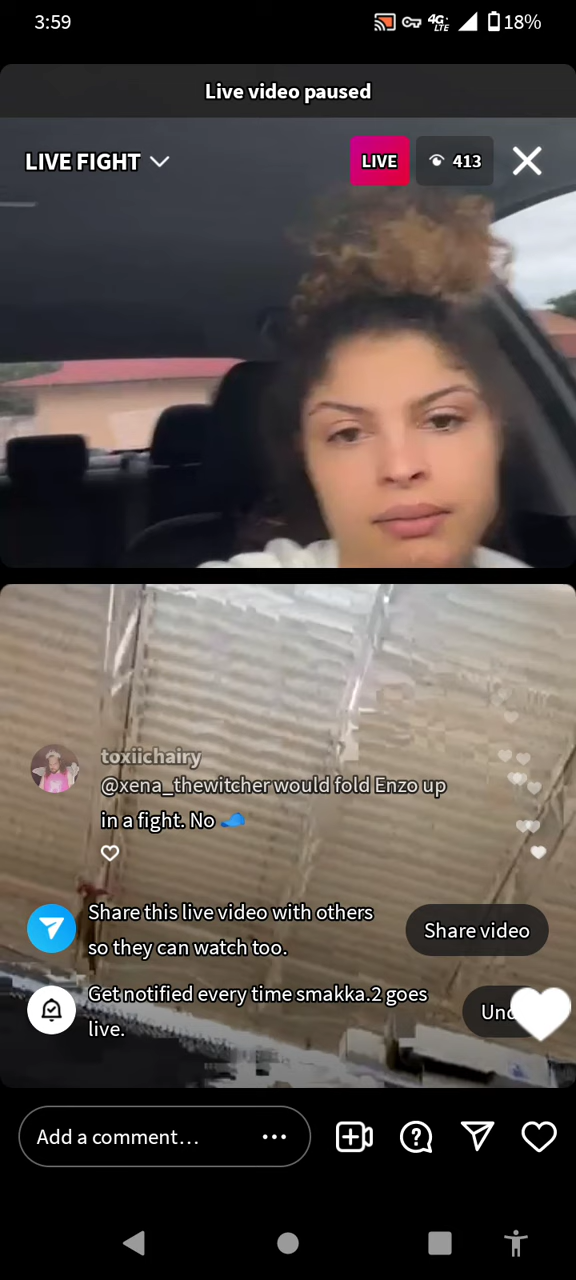 3:59
4G
LTE
18%
Live video paused
LIVE FIGHT
LIVE
413
toxiichairy
@xena_thewitcher would fold Enzo up
in a fight. No 🧢
Share this live video with others
so they can watch too.
Share video
Get notified every time smakka.2 goes
live.
Add a comment…